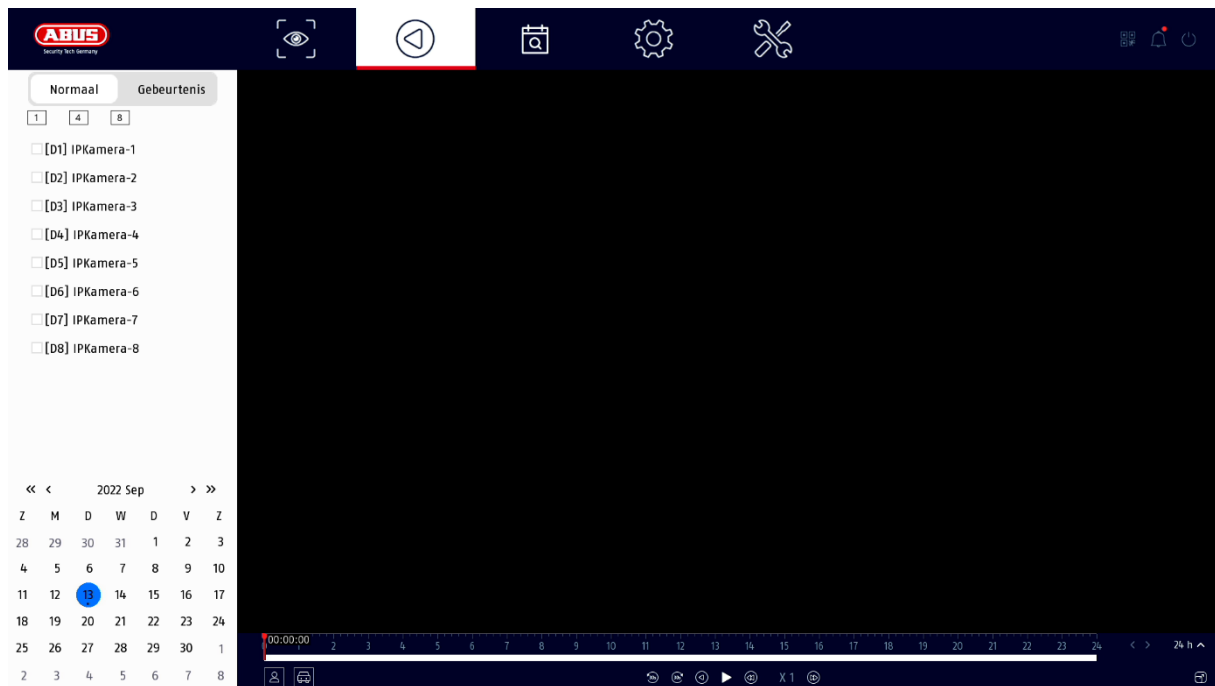 ABUS
Security Tech Germany
Normaal Gebeurtenis
1 4 8
[D1] IPKamera-1
[D2] IPKamera-2
[D3] IPKamera-3
[D4] IPKamera-4
[D5] IPKamera-5
[D6] IPKamera-6
[D7] IPKamera-7
[D8] IPKamera-8
« < 2022 Sep > »
Z M D W D V Z
28 29 30 31 1 2 3
4 5 6 7 8 9 10
11 12 13 14 15 16 17
18 19 20 21 22 23 24
25 26 27 28 29 30 1
2 3 4 5 6 7 8
00:00:00
2 3 4 5 6 7 8 9 10 11 12 13 14 15 16 17 18 19 20 21 22 23 24 < > 24 h
X 1